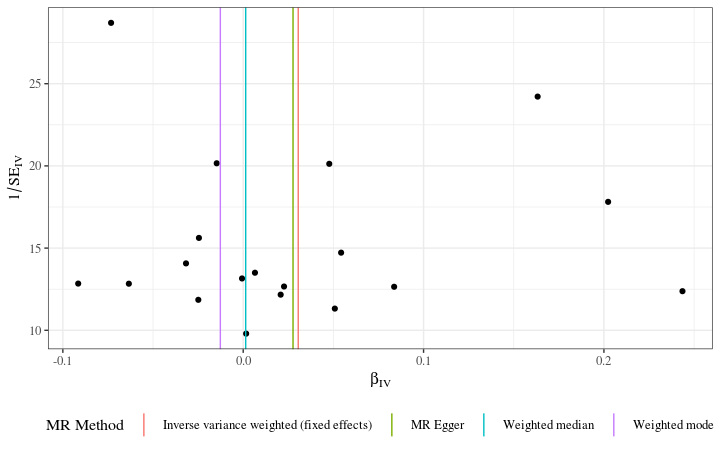 1/SE_IV
25
20
15
10
-0.1 0.0 0.1 0.2
β_IV
MR Method Inverse variance weighted (fixed effects) MR Egger Weighted median Weighted mode